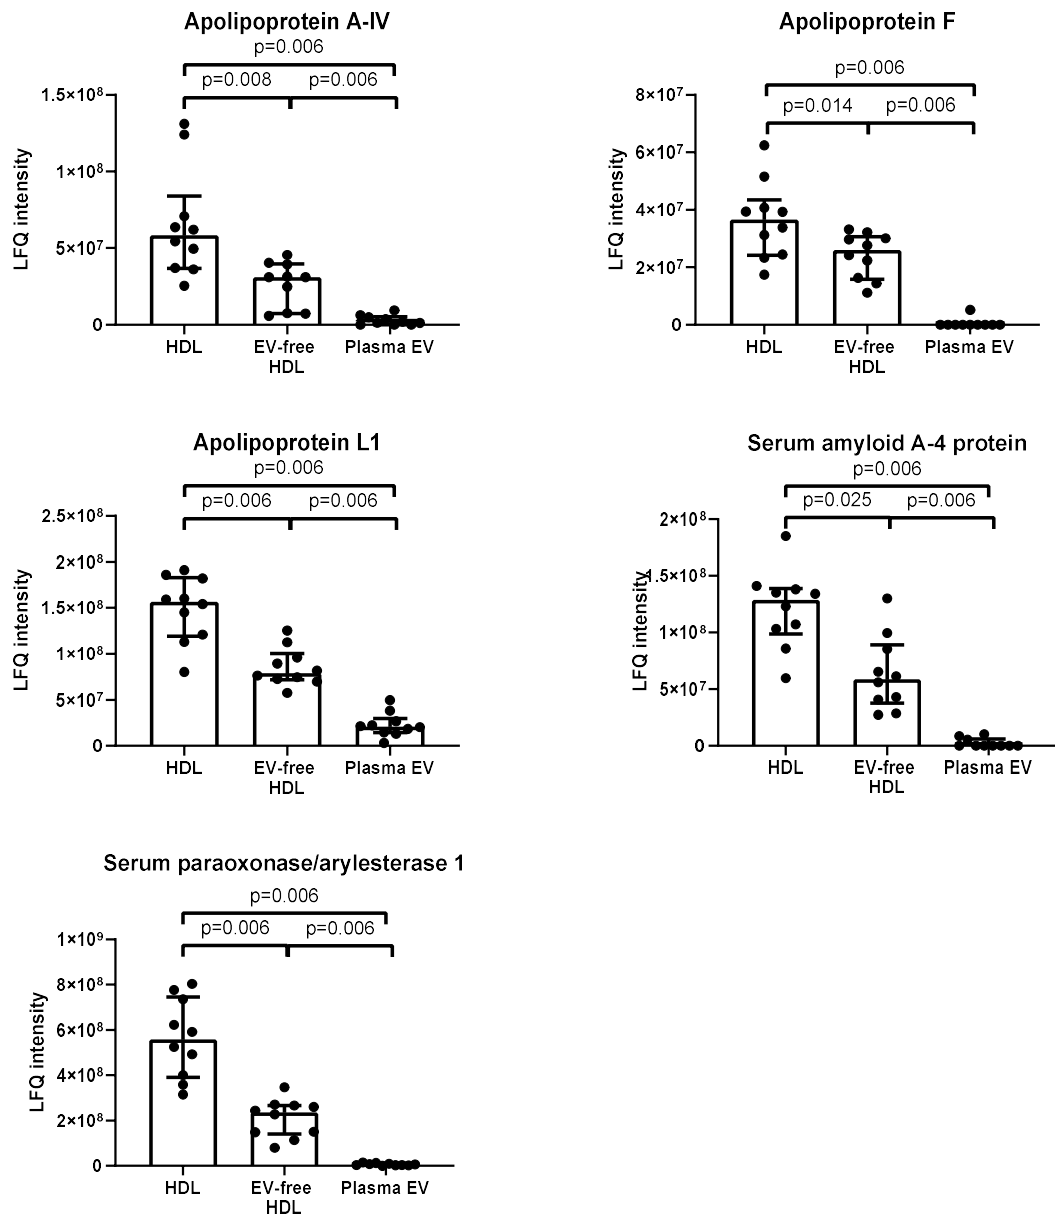 Apolipoprotein A-IV
p=0.006
p=0.008 p=0.006
1.5×10⁸
1×10⁸
5×10⁷
0
LFQ intensity
HDL EV-free Plasma EV
HDL
Apolipoprotein F
p=0.006
p=0.014 p=0.006
8×10⁷
6×10⁷
4×10⁷
2×10⁷
0
LFQ intensity
HDL EV-free Plasma EV
HDL
Apolipoprotein L1
p=0.006
p=0.006 p=0.006
2.5×10⁸
2×10⁸
1.5×10⁸
1×10⁸
5×10⁷
0
LFQ intensity
HDL EV-free Plasma EV
HDL
Serum amyloid A-4 protein
p=0.006
p=0.025 p=0.006
2×10⁸
1.5×10⁸
1×10⁸
5×10⁷
0
LFQ intensity
HDL EV-free Plasma EV
HDL
Serum paraoxonase/arylesterase 1
p=0.006
p=0.006 p=0.006
1×10⁹
8×10⁸
6×10⁸
4×10⁸
2×10⁸
0
LFQ intensity
HDL EV-free Plasma EV
HDL